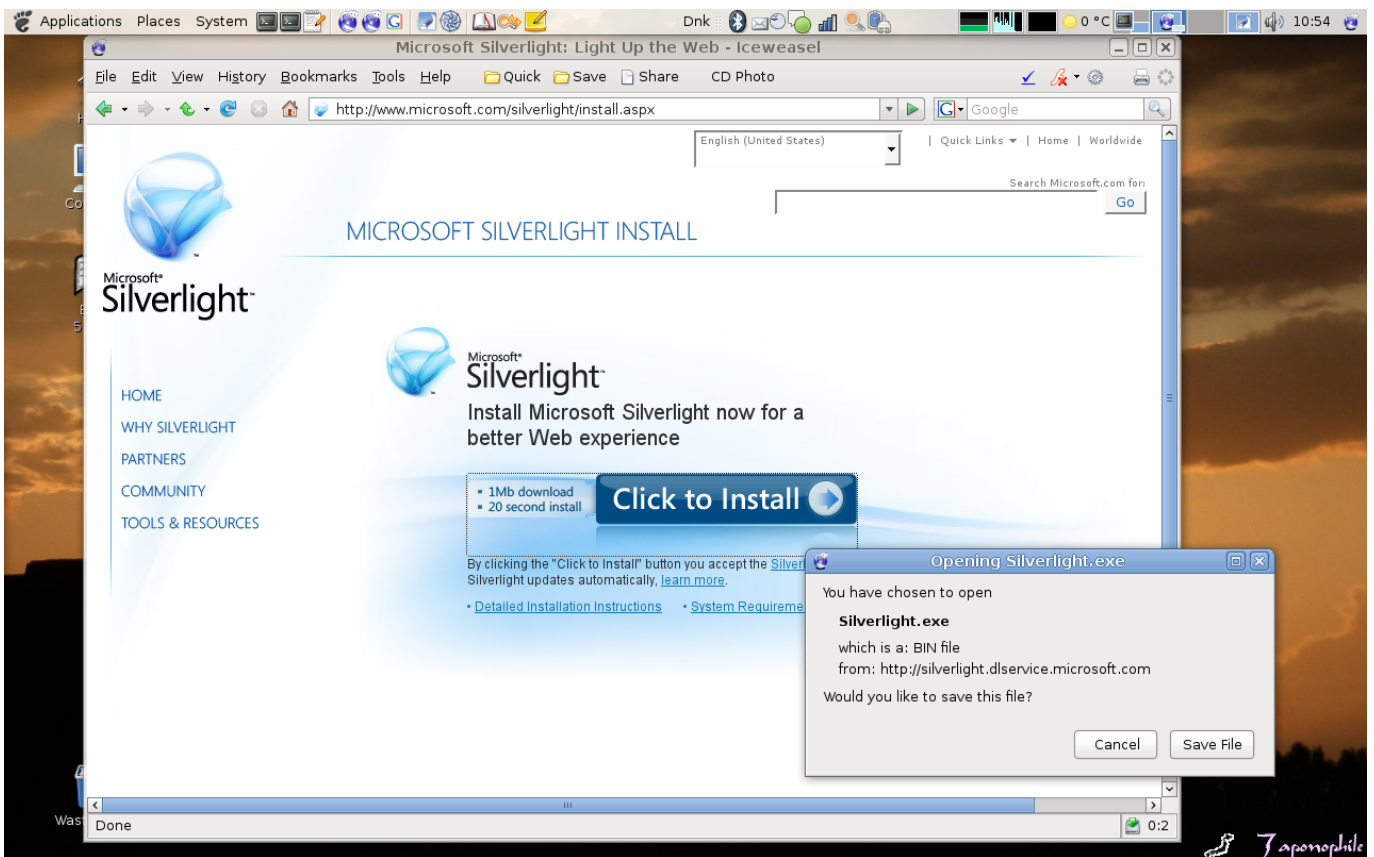 Applications Places System Dnk 0 °C 10:54
Microsoft Silverlight: Light Up the Web - Iceweasel
File Edit View History Bookmarks Tools Help Quick Save Share CD Photo
http://www.microsoft.com/silverlight/install.aspx G Google
English (United States) | Quick Links | Home | Worldwide
Search Microsoft.com for:
Go
MICROSOFT SILVERLIGHT INSTALL
Microsoft®
Silverlight™
HOME
WHY SILVERLIGHT
PARTNERS
COMMUNITY
TOOLS & RESOURCES
Microsoft®
Silverlight™
Install Microsoft Silverlight now for a
better Web experience
▪ 1Mb download
▪ 20 second install
Click to Install
By clicking the "Click to Install" button you accept the Silverl
Silverlight updates automatically, learn more.
• Detailed Installation Instructions • System Requireme
Opening Silverlight.exe
You have chosen to open
Silverlight.exe
which is a: BIN file
from: http://silverlight.dlservice.microsoft.com
Would you like to save this file?
Cancel Save File
Was
Done 0:2
Japonophile